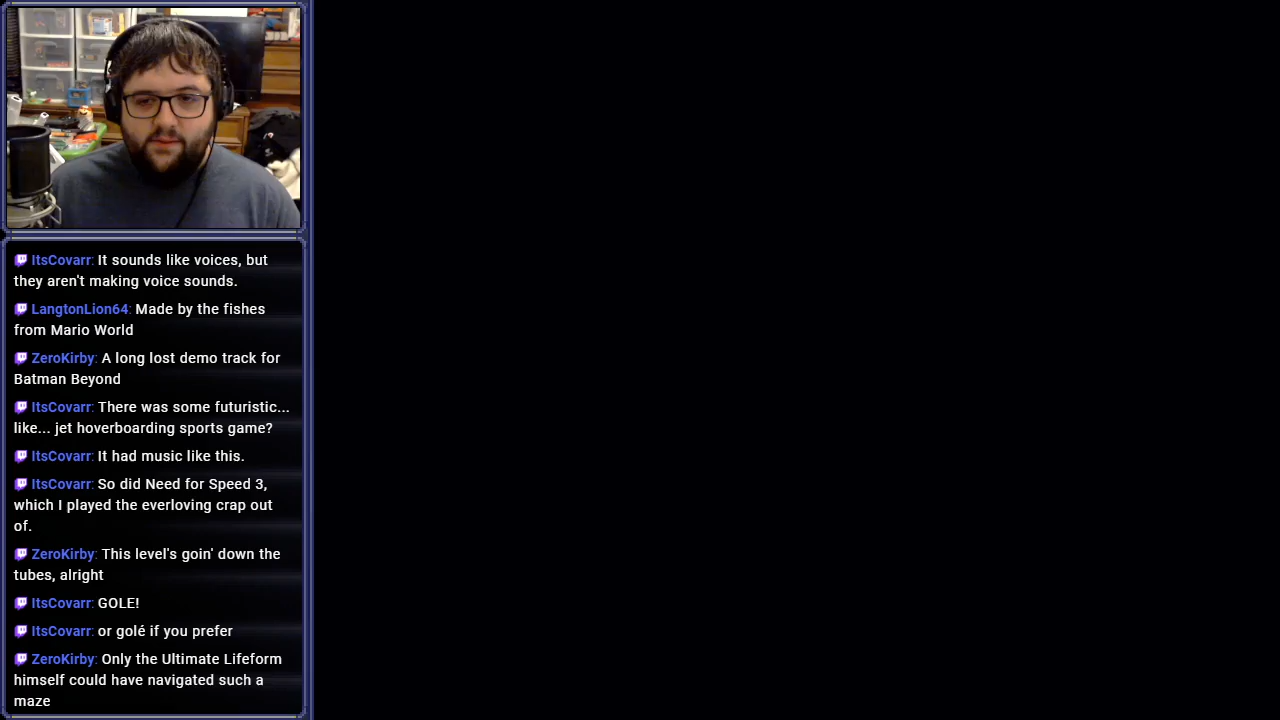 ItsCovarr: It sounds like voices, but
they aren't making voice sounds.
LangtonLion64: Made by the fishes
from Mario World
ZeroKirby: A long lost demo track for
Batman Beyond
ItsCovarr: There was some futuristic...
like... jet hoverboarding sports game?
ItsCovarr: It had music like this.
ItsCovarr: So did Need for Speed 3,
which I played the everloving crap out
of.
ZeroKirby: This level's goin' down the
tubes, alright
ItsCovarr: GOLE!
ItsCovarr: or golé if you prefer
ZeroKirby: Only the Ultimate Lifeform
himself could have navigated such a
maze